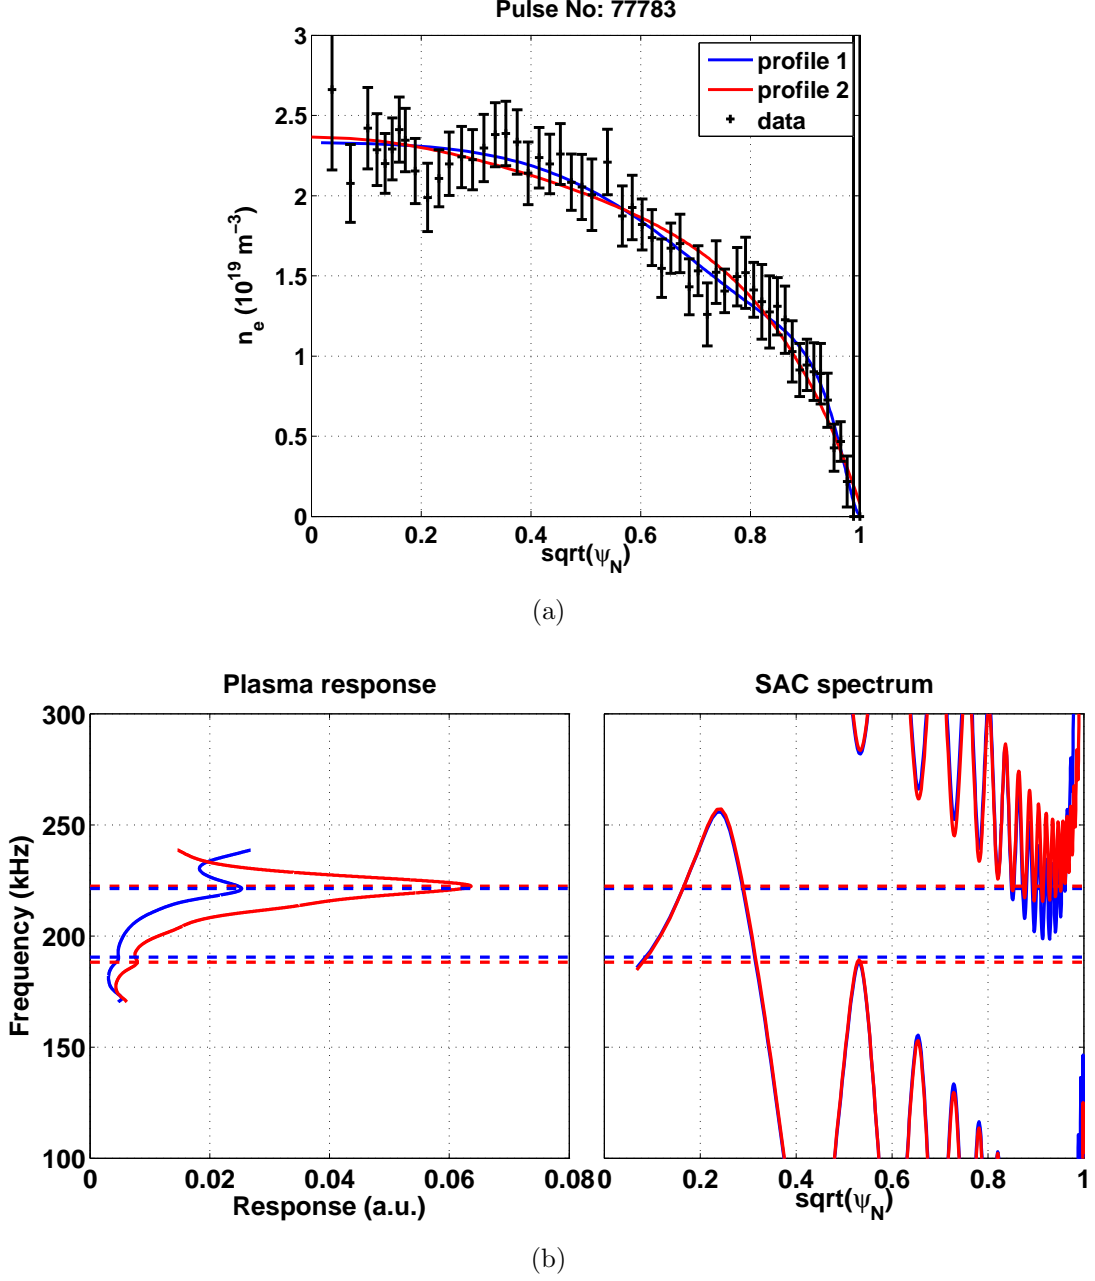 Pulse No: 77783
3
2.5
2
1.5
1
0.5
0
n_e (10^19 m^−3)
profile 1
profile 2
data
0 0.2 0.4 0.6 0.8 1
sqrt(ψ_N)
(a)
Plasma response
SAC spectrum
300
250
200
150
100
Frequency (kHz)
0 0.02 0.04 0.06 0.08
0 0.2 0.4 0.6 0.8 1
Response (a.u.)
sqrt(ψ_N)
(b)